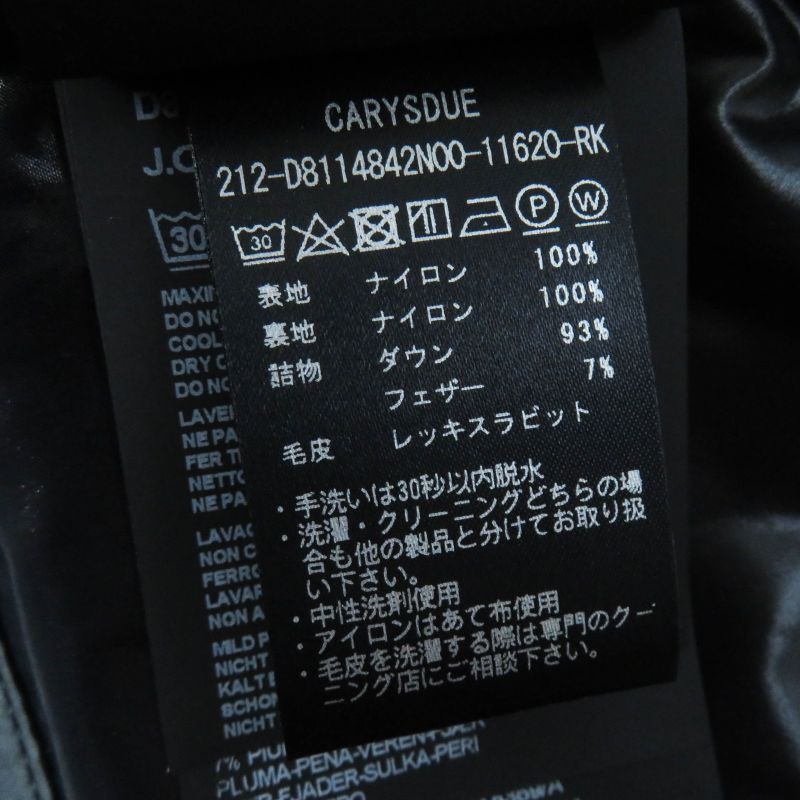 CARYSDUE
212-D8114842N00-11620-RK
30
P
W
表地 ナイロン 100%
裏地 ナイロン 100%
詰物 ダウン 93%
フェザー 7%
毛皮 レッキスラビット
・手洗いは30秒以内脱水
・洗濯・クリーニングどちらの場
合も他の製品と分けてお取り扱
い下さい。
・中性洗剤使用
・アイロンはあて布使用
・毛皮を洗濯する際は専門のクー
ニング店にご相談下さい。
30
DO NO
COOL
DRY C
DO NO
LAVE
NE PA
FER T
NETTO
NE PA
NON C
FERRO
LAVA
NON A
MILD P
NICHT
KALT B
SCHON
NICHT
PLUMA-PENA-VEREN-FJÆR
FJADER-SULKA-PERI